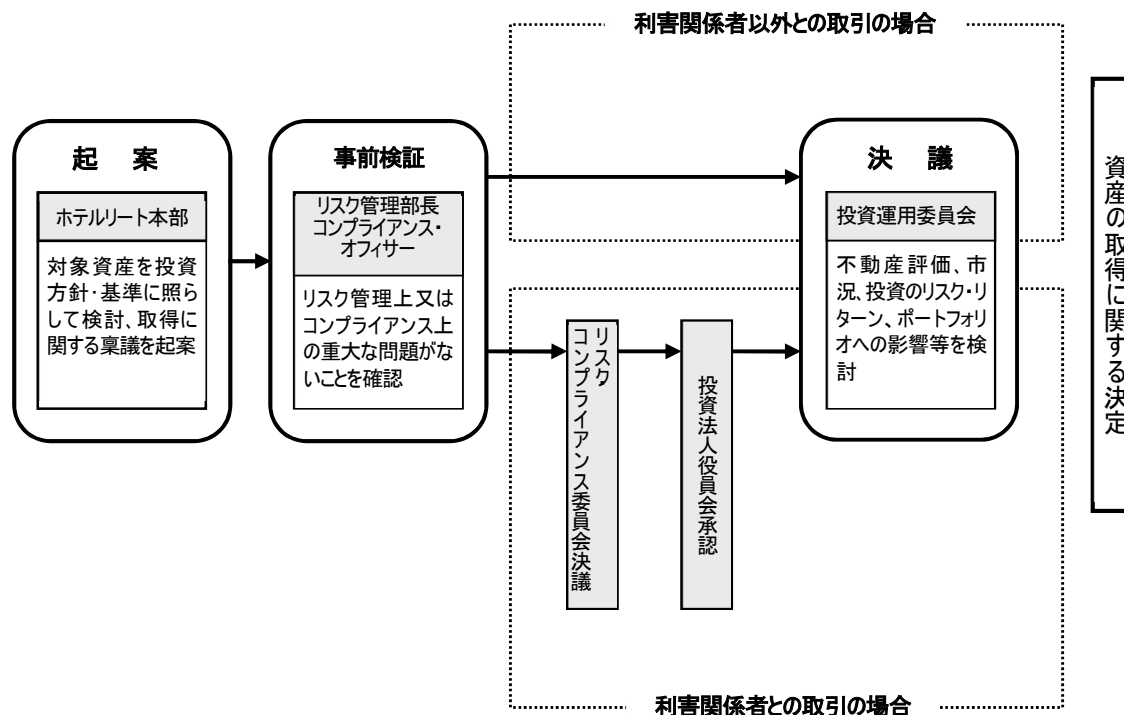 利害関係者以外との取引の場合
起 案
ホテルリート本部
対象資産を投資
方針・基準に照ら
して検討、取得に
関する稟議を起案
事前検証
リスク管理部長
コンプライアンス・
オフィサー
リスク管理上又は
コンプライアンス上
の重大な問題がな
いことを確認
リスク
コンプライアンス委員会決議
投資法人役員会承認
決 議
投資運用委員会
不動産評価、市
況、投資のリスク・リ
ターン、ポートフォリ
オへの影響等を検
討
資産の取得に関する決定
利害関係者との取引の場合